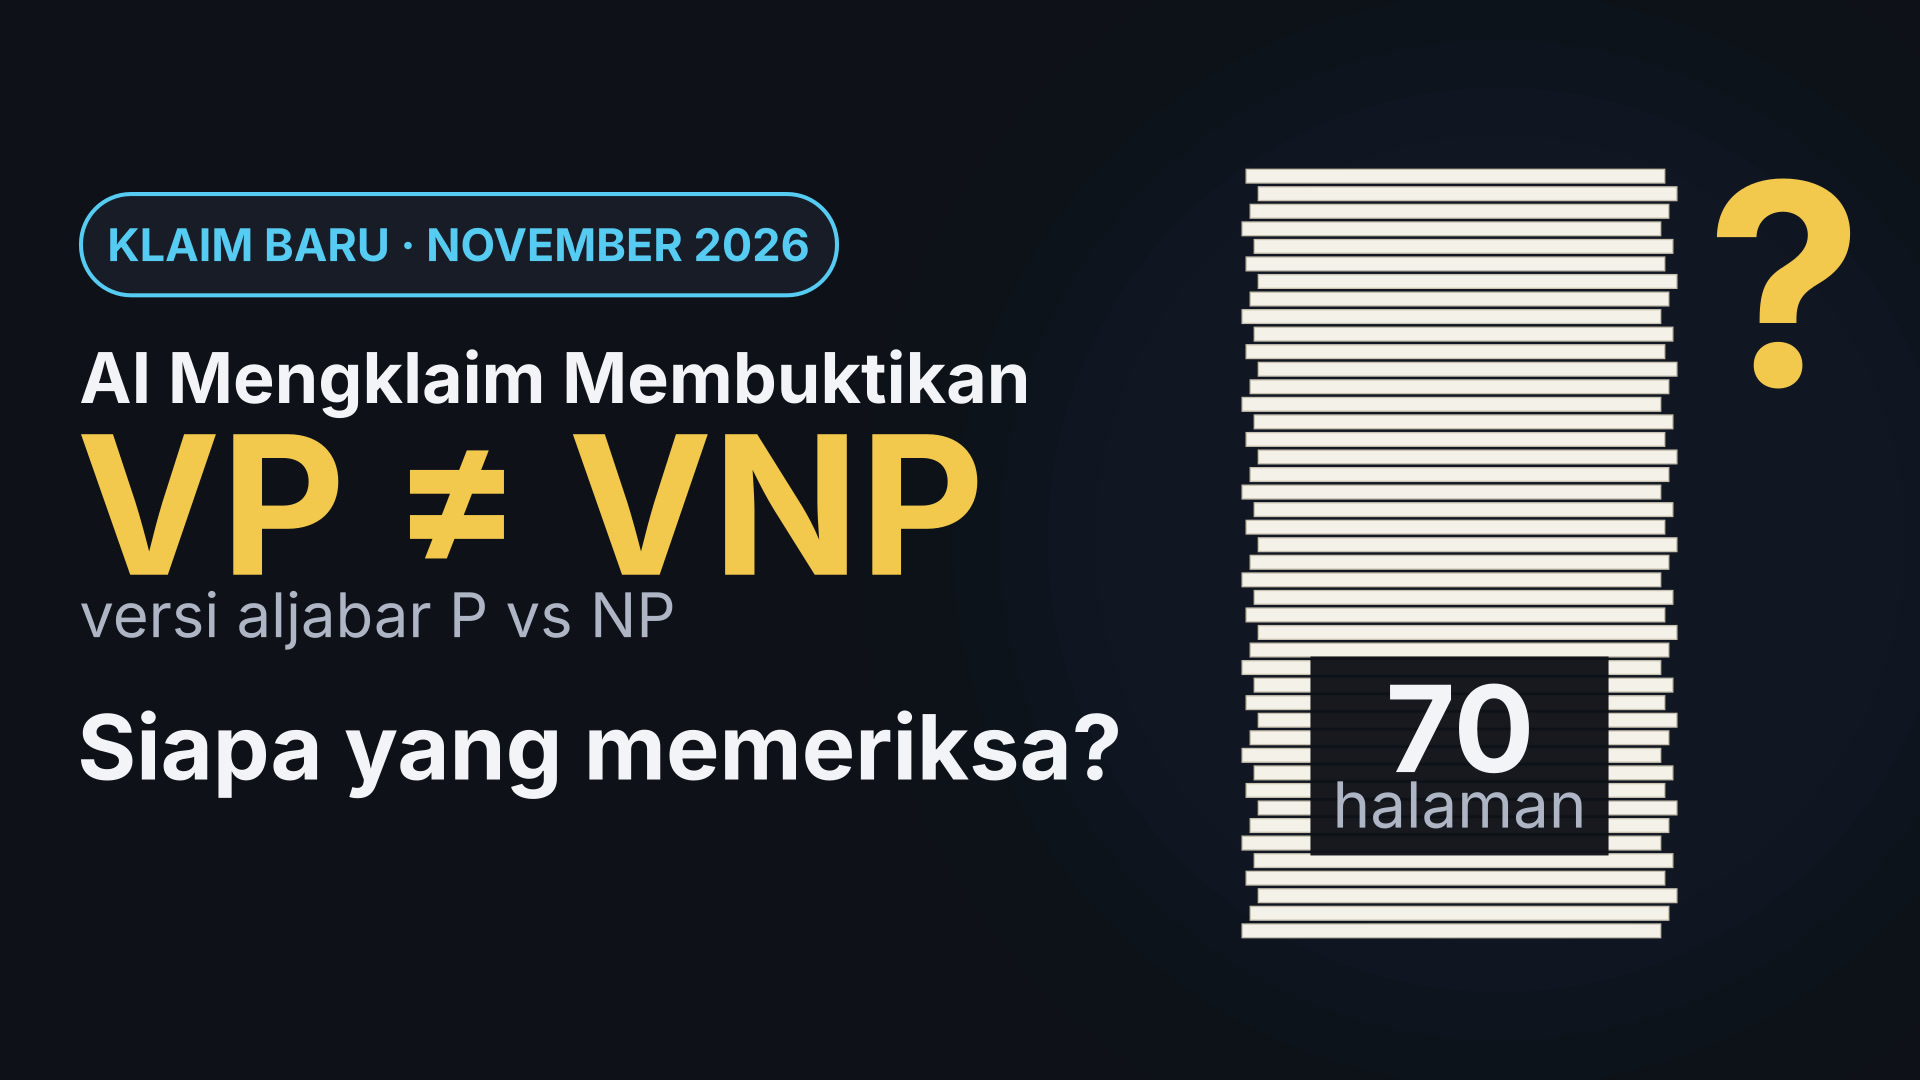 KLAIM BARU · NOVEMBER 2026
AI Mengklaim Membuktikan
VP ≠ VNP
versi aljabar P vs NP
Siapa yang memeriksa?
?
70
halaman